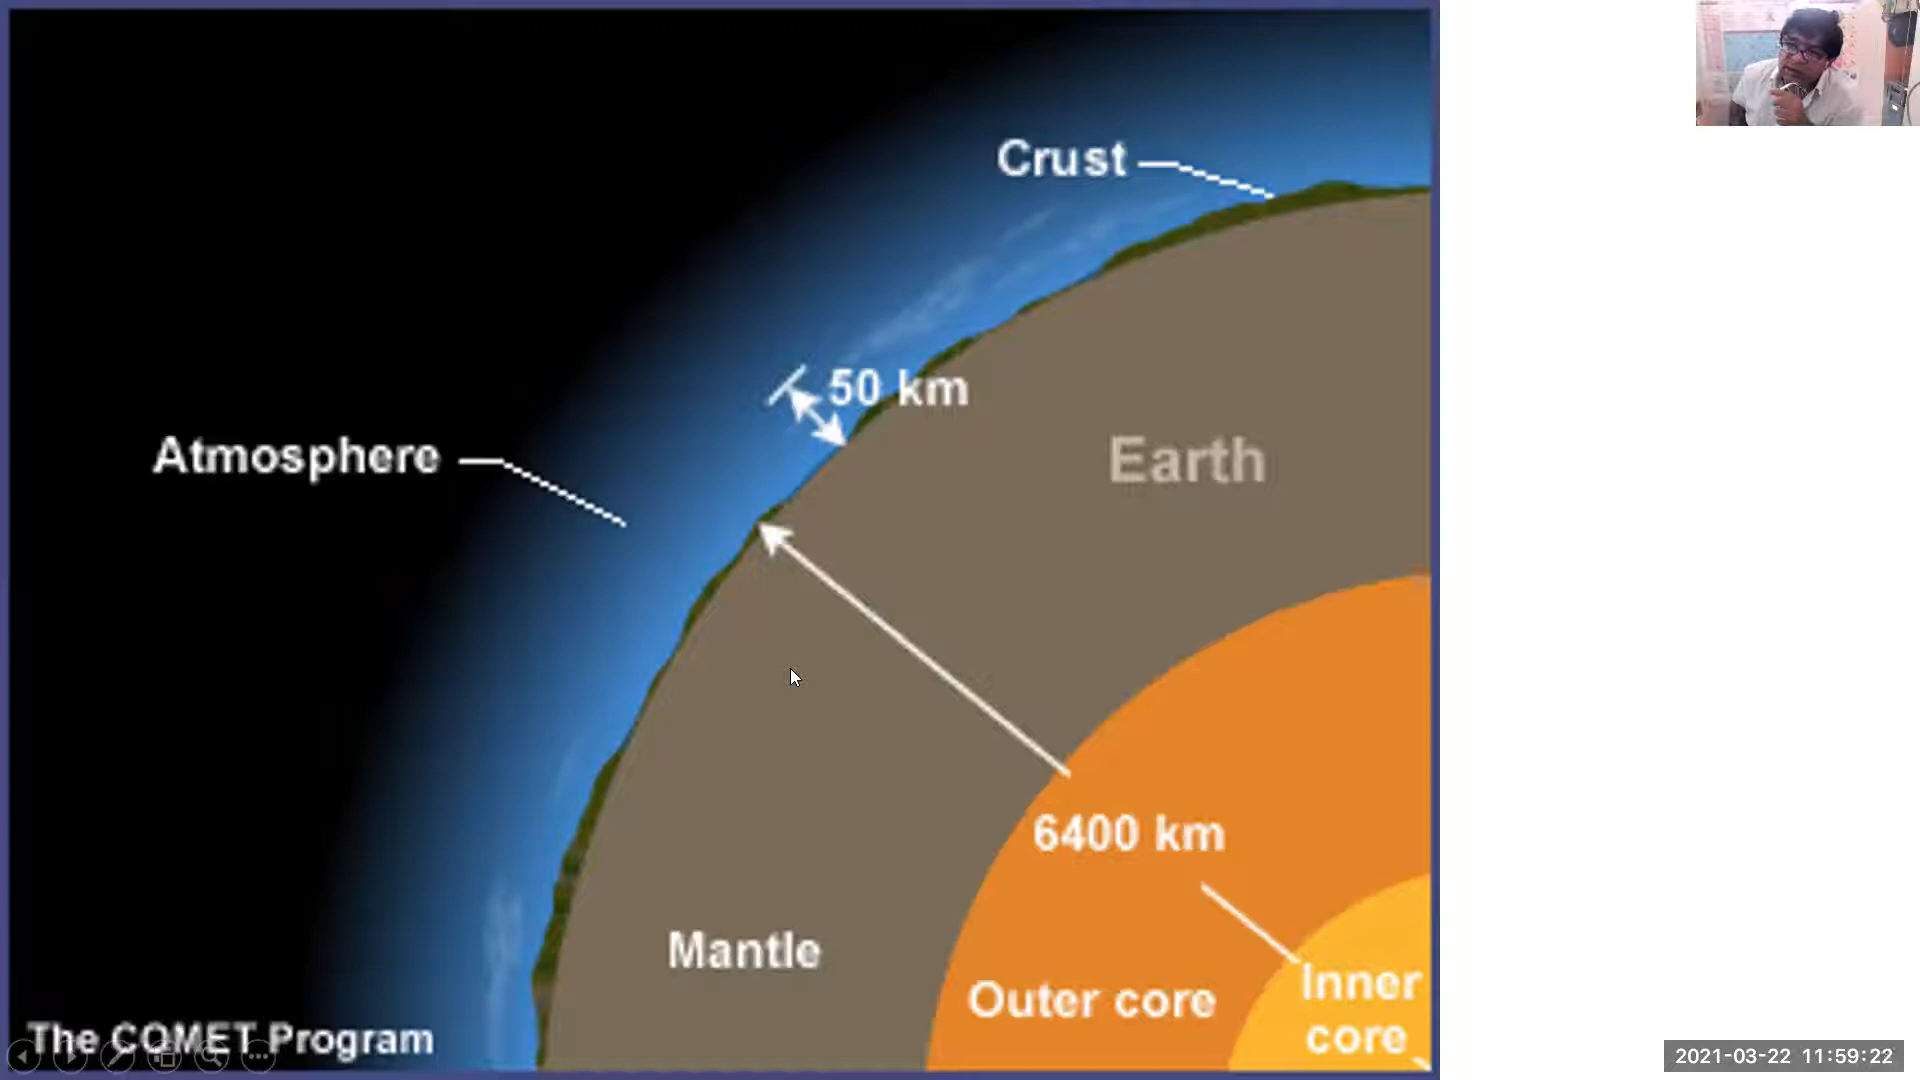 Crust
50 km
Atmosphere
Earth
6400 km
Mantle
Outer core
Inner
core
The COMET Program
2021-03-22 11:59:22